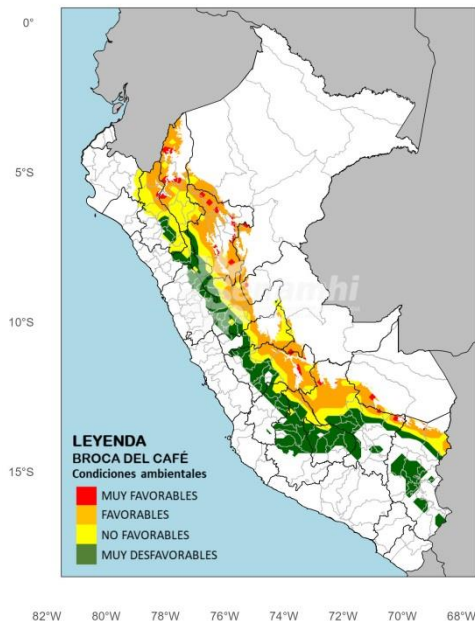 0°
5°S
10°S
15°S
senamhi
LEYENDA
BROCA DEL CAFÉ
Condiciones ambientales
MUY FAVORABLES
FAVORABLES
NO FAVORABLES
MUY DESFAVORABLES
82°W 80°W 78°W 76°W 74°W 72°W 70°W 68°W